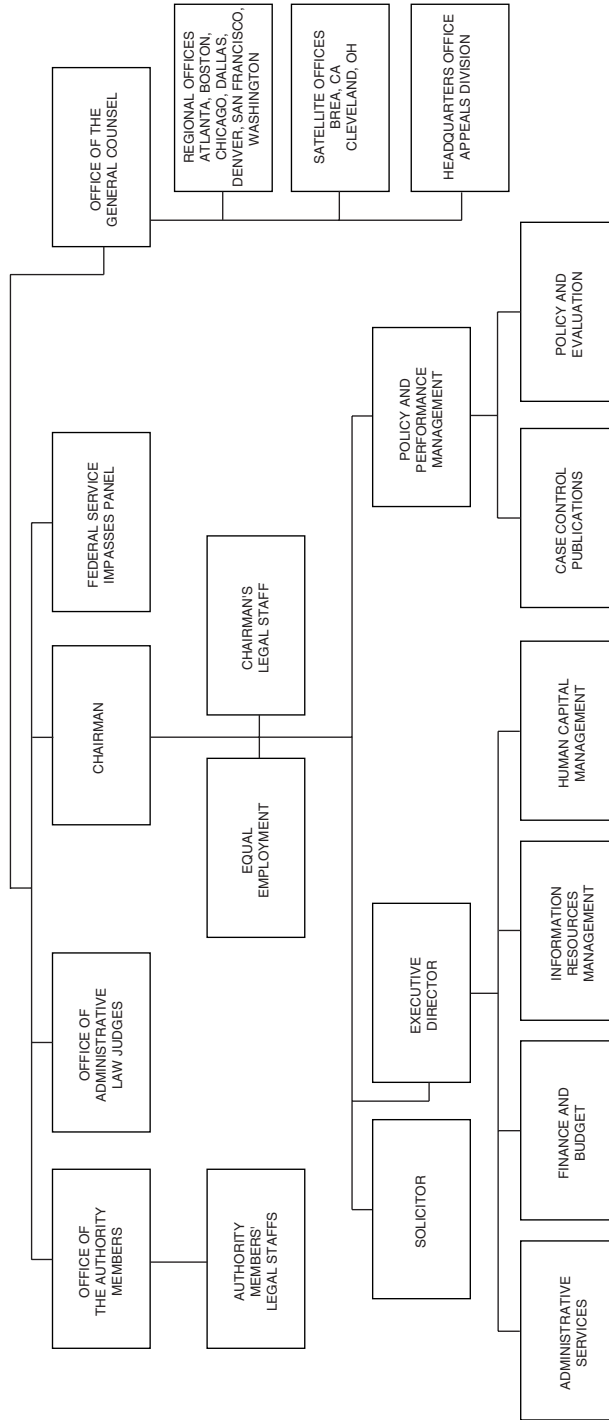 OFFICE OF
THE AUTHORITY
MEMBERS
OFFICE OF
ADMINISTRATIVE
LAW JUDGES
CHAIRMAN
FEDERAL SERVICE
IMPASSES PANEL
OFFICE OF THE
GENERAL COUNSEL
AUTHORITY
MEMBERS'
LEGAL STAFFS
EQUAL
EMPLOYMENT
CHAIRMAN'S
LEGAL STAFF
REGIONAL OFFICES
ATLANTA, BOSTON,
CHICAGO, DALLAS,
DENVER, SAN FRANCISCO,
WASHINGTON
SATELLITE OFFICES
BREA, CA
CLEVELAND, OH
HEADQUARTERS OFFICE
APPEALS DIVISION
SOLICITOR
EXECUTIVE
DIRECTOR
POLICY AND
PERFORMANCE
MANAGEMENT
ADMINISTRATIVE
SERVICES
FINANCE AND
BUDGET
INFORMATION
RESOURCES
MANAGEMENT
HUMAN CAPITAL
MANAGEMENT
CASE CONTROL
PUBLICATIONS
POLICY AND
EVALUATION